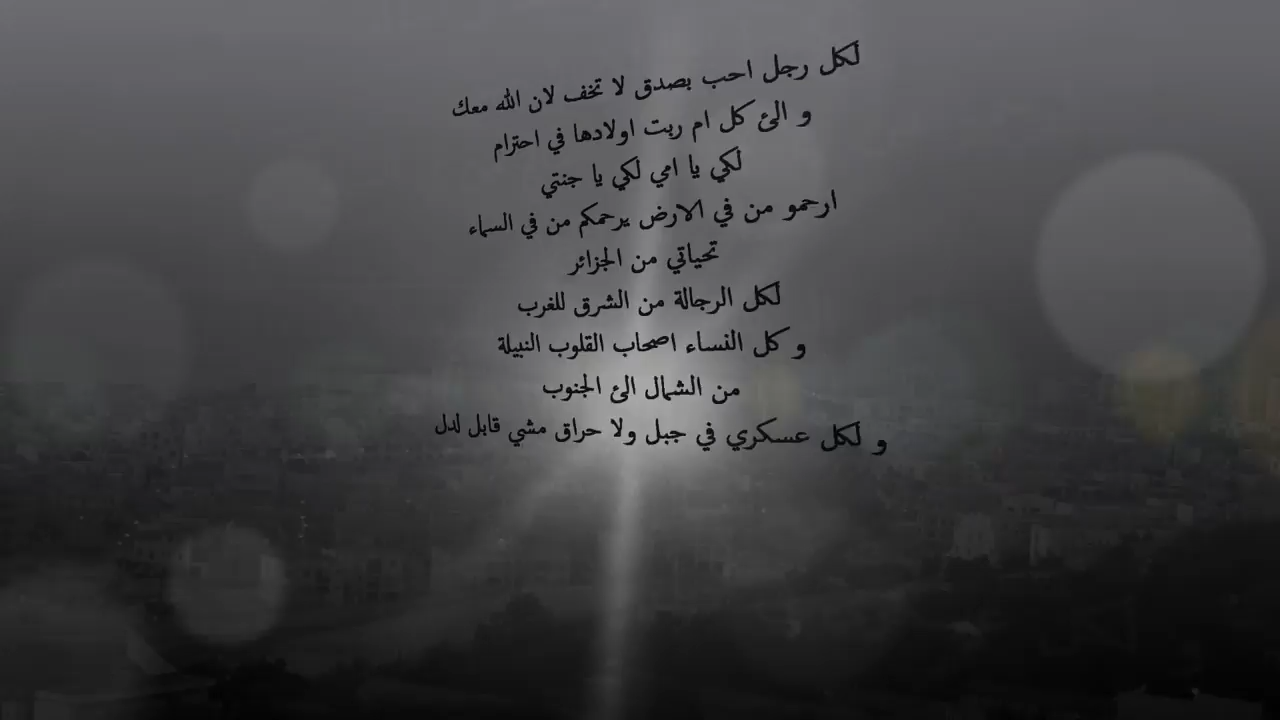 لكل رجل احب بصدق لا تخف لان الله معك
و الئ كل ام ربت اولادها في احترام
لكي يا امي لكي يا جنتي
ارحمو من في الارض يرحمكم من في السماء
تحياتي من الجزائر
لكل الرجالة من الشرق للغرب
و كل النساء اصحاب القلوب النبيلة
من الشمال الئ الجنوب
و لكل عسكري في جبل ولا حراق مشي قابل لدل